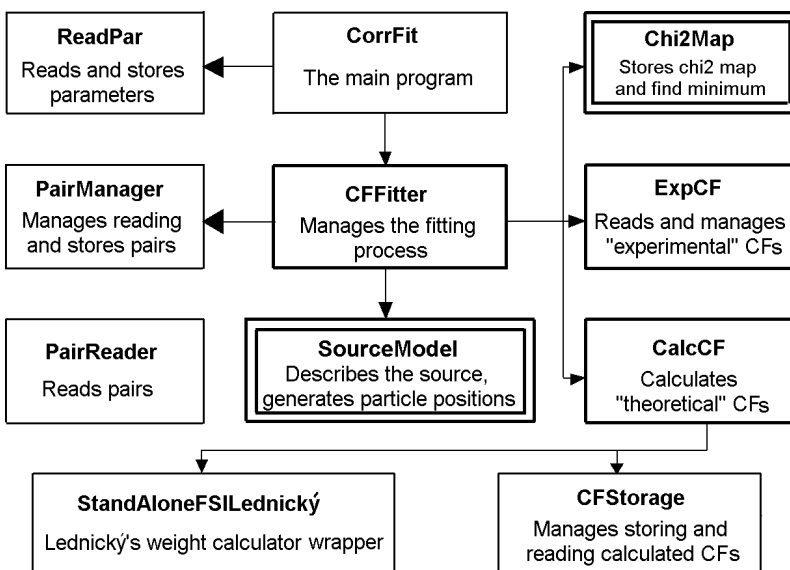 ReadPar
Reads and stores
parameters
CorrFit
The main program
Chi2Map
Stores chi2 map
and find minimum
PairManager
Manages reading
and stores pairs
CFFitter
Manages the fitting
process
ExpCF
Reads and manages
"experimental" CFs
PairReader
Reads pairs
SourceModel
Describes the source,
generates particle positions
CalcCF
Calculates
"theoretical" CFs
StandAloneFSILednický
Lednický's weight calculator wrapper
CFStorage
Manages storing and
reading calculated CFs